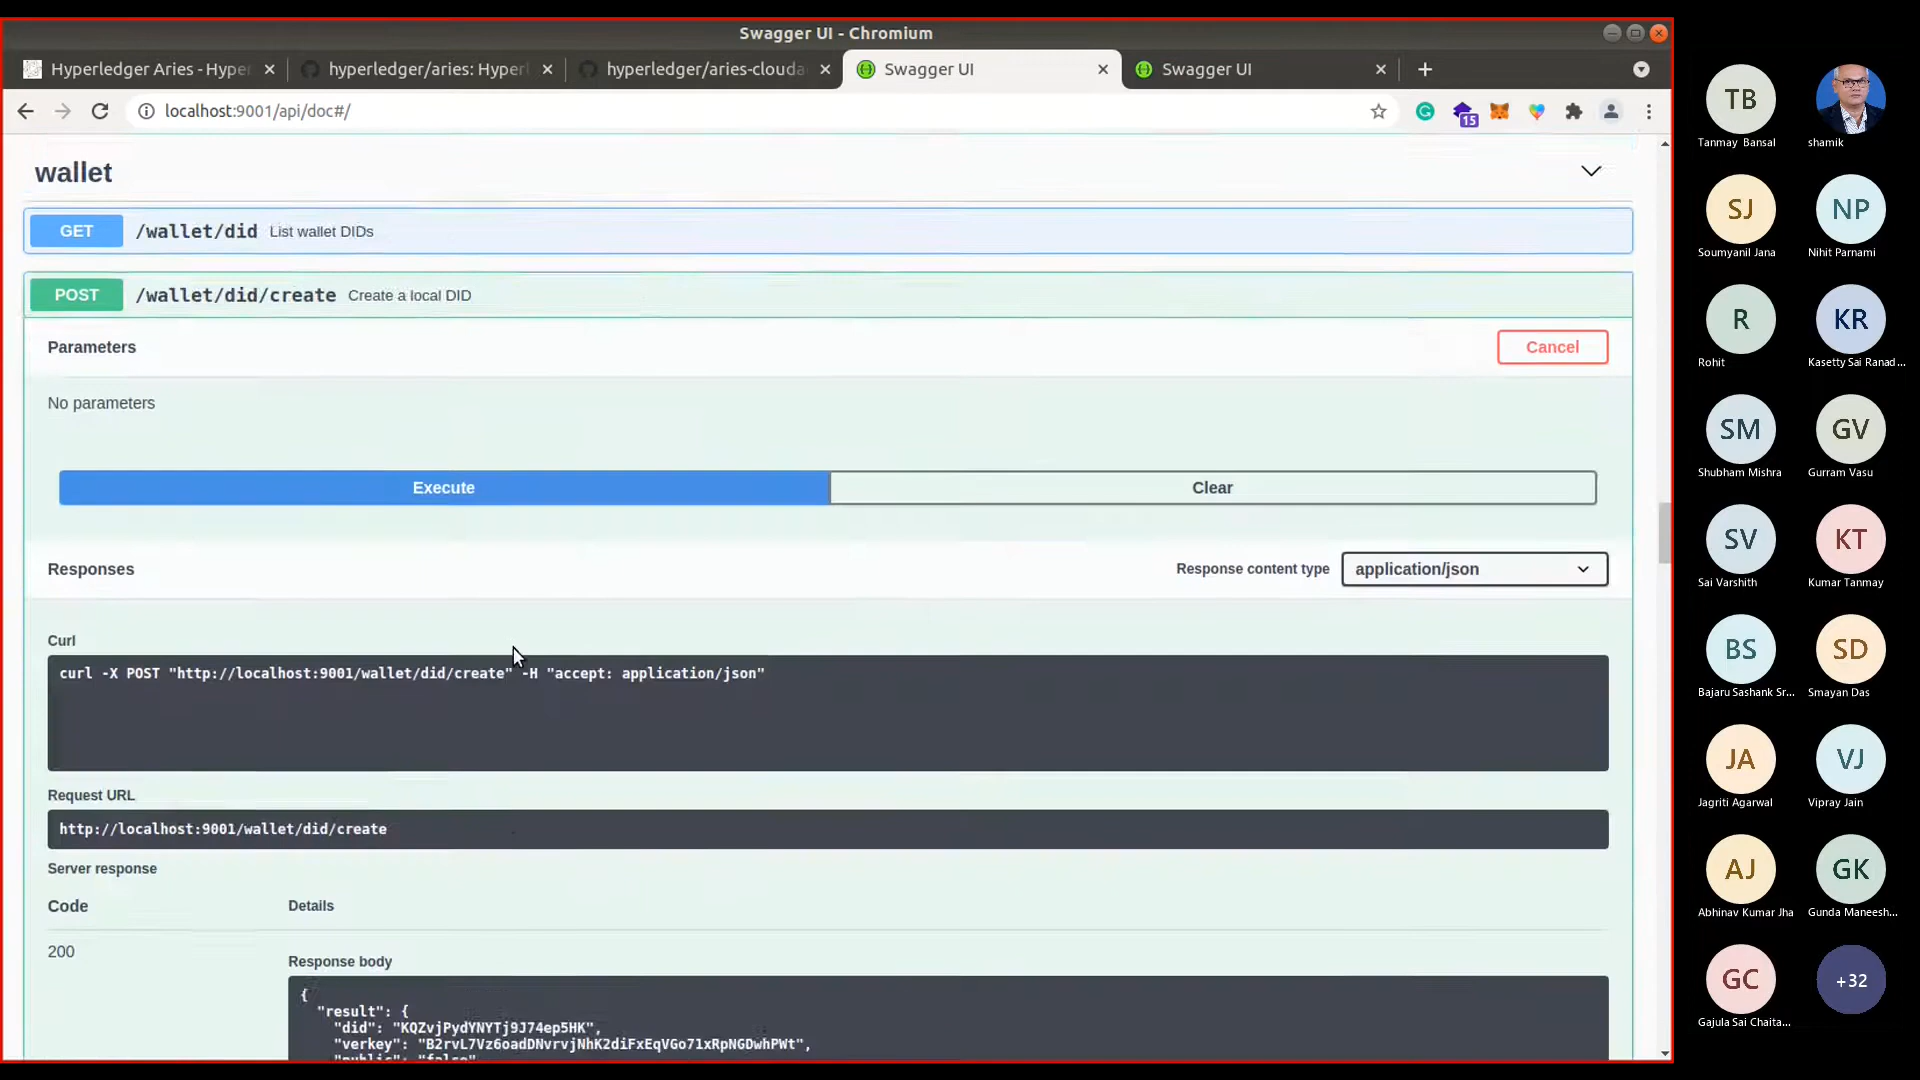 Swagger UI - Chromium
Hyperledger Aries - Hyper
hyperledger/aries: Hyperl
hyperledger/aries-clouda
Swagger UI
Swagger UI
localhost:9001/api/doc#/
15
wallet
GET /wallet/did List wallet DIDs
POST /wallet/did/create Create a local DID
Parameters
Cancel
No parameters
Execute
Clear
Responses
Response content type
application/json
Curl
curl -X POST "http://localhost:9001/wallet/did/create" -H "accept: application/json"
Request URL
http://localhost:9001/wallet/did/create
Server response
Code Details
200
Response body
{
"result": {
"did": "KQZvjPydYNYTj9J74ep5HK",
"verkey": "B2rvL7Vz6oadDNvrvjNhK2diFxEqVGo71xRpNGDwhPWt",
"public": "false"
TB
Tanmay Bansal
shamik
SJ
Soumyanil Jana
NP
Nihit Parnami
R
Rohit
KR
Kasetty Sai Ranad...
SM
Shubham Mishra
GV
Gurram Vasu
SV
Sai Varshith
KT
Kumar Tanmay
BS
Bajaru Sashank Sr...
SD
Smayan Das
JA
Jagriti Agarwal
VJ
Vipray Jain
AJ
Abhinav Kumar Jha
GK
Gunda Maneesh...
GC
Gajula Sai Chaita...
+32